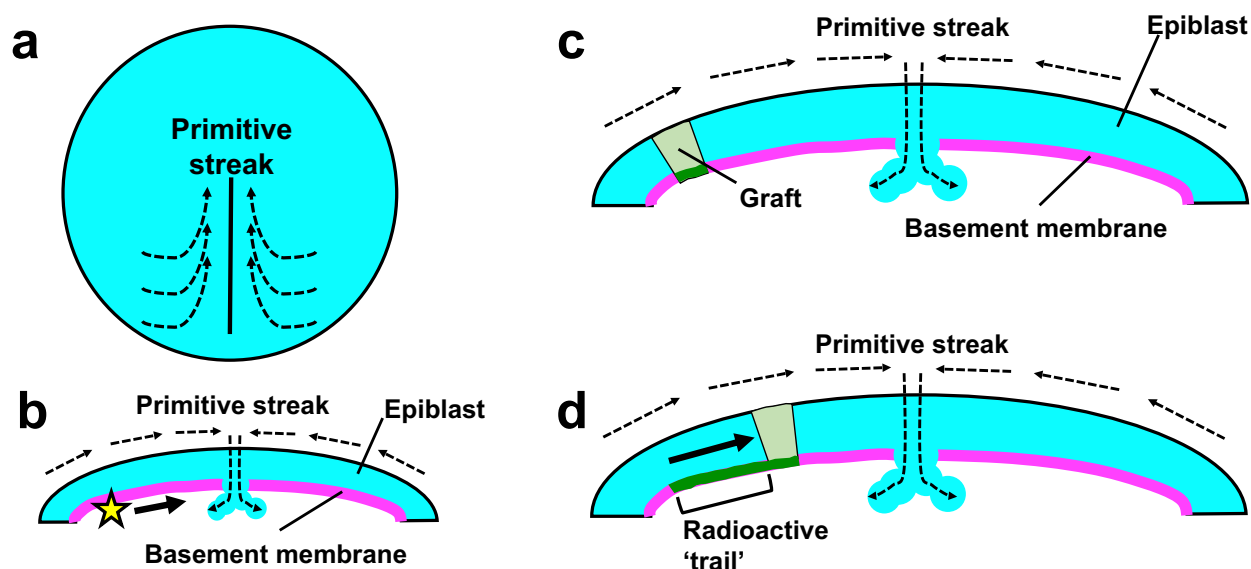 a
Primitive
streak
b
Primitive streak
Epiblast
Basement membrane
c
Primitive streak
Epiblast
Graft
Basement membrane
d
Primitive streak
Radioactive
‘trail’